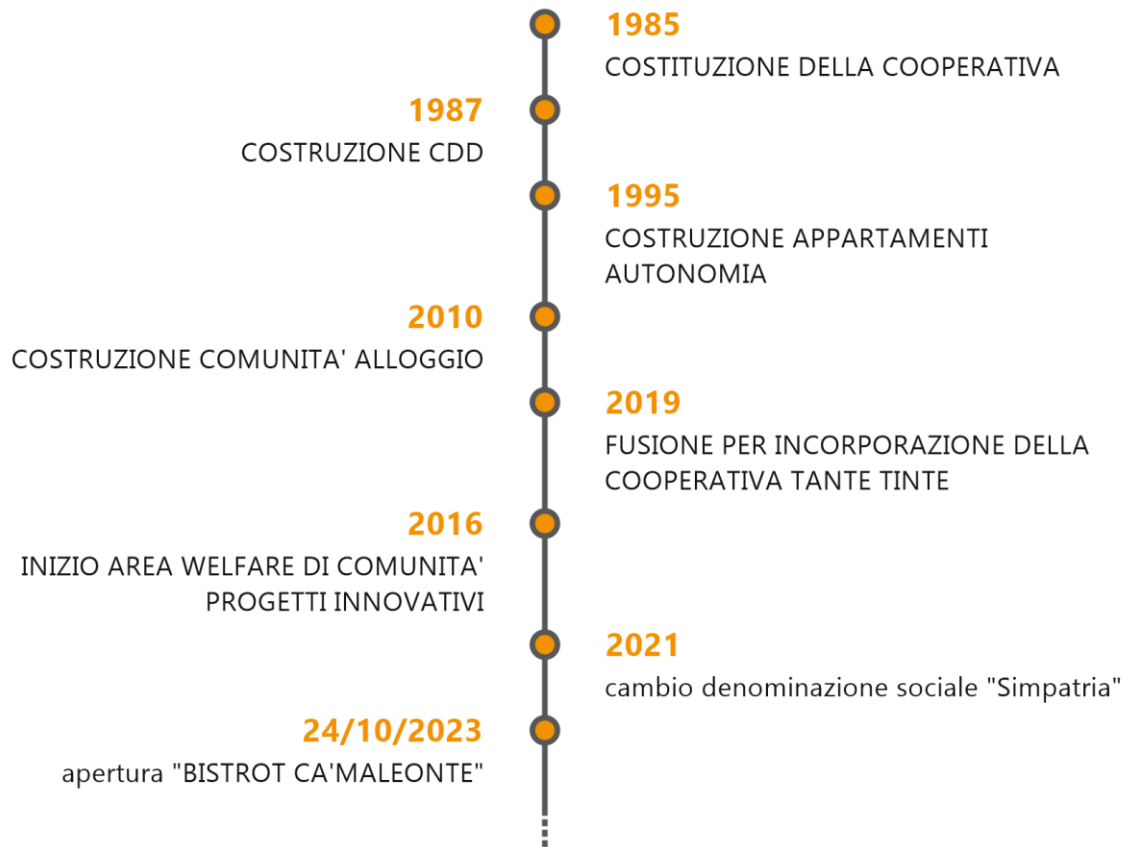 1985
COSTITUZIONE DELLA COOPERATIVA
1987
COSTRUZIONE CDD
1995
COSTRUZIONE APPARTAMENTI
AUTONOMIA
2010
COSTRUZIONE COMUNITA' ALLOGGIO
2019
FUSIONE PER INCORPORAZIONE DELLA
COOPERATIVA TANTE TINTE
2016
INIZIO AREA WELFARE DI COMUNITA'
PROGETTI INNOVATIVI
2021
cambio denominazione sociale "Simpatria"
24/10/2023
apertura "BISTROT CA'MALEONTE"